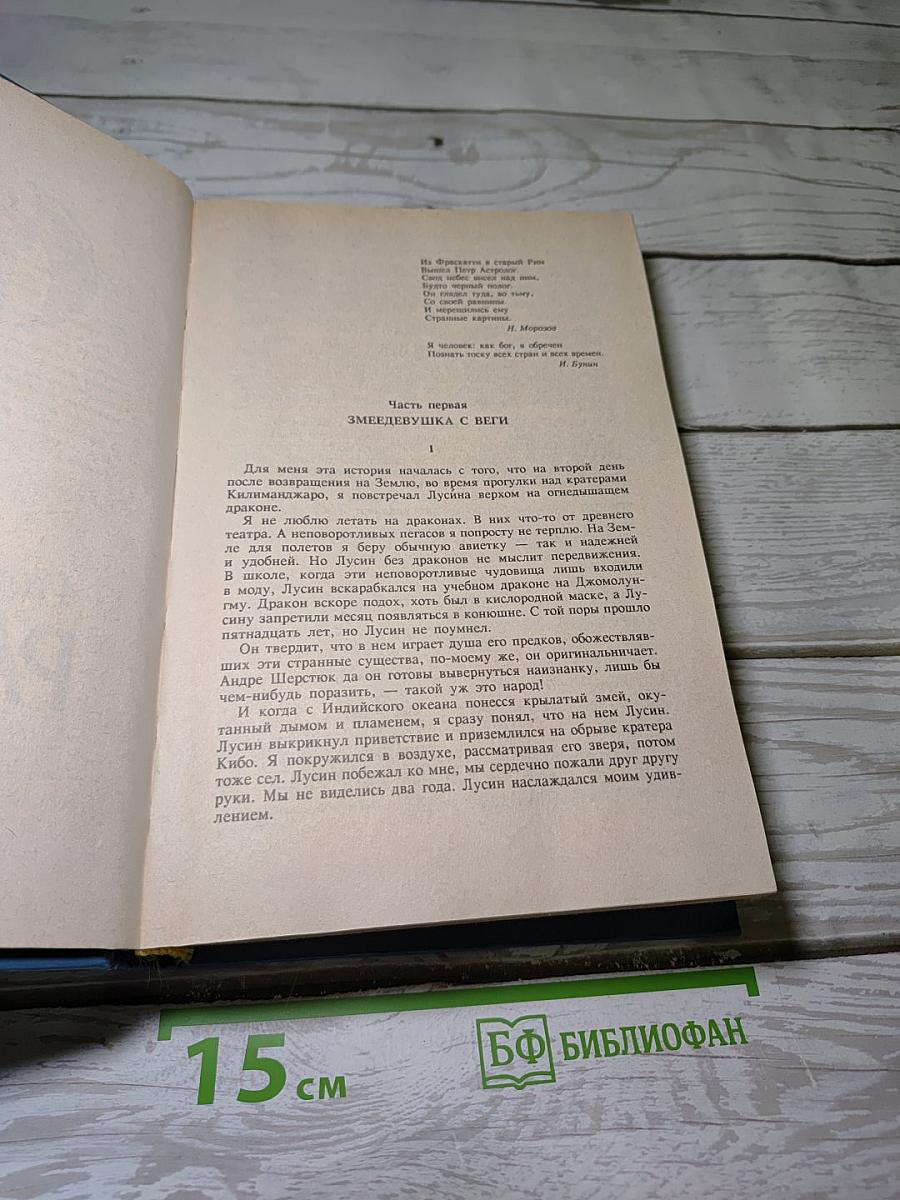 Из Фраскатти в старый Рим
Вышел Петр Астролог.
Свод небес висел над ним,
Будто черный полог.
Он глядел туда, во тьму,
Со своей равнины.
И мерещились ему
Странные картины.
Н. Морозов
Я человек: как бог, я обречен
Познать тоску всех стран и всех времен.
И. Бунин
Часть первая
ЗМЕЕДЕВУШКА С ВЕГИ
1
Для меня эта история началась с того, что на второй день
после возвращения на Землю, во время прогулки над кратерами
Килиманджаро, я повстречал Лусина верхом на огнедышащем
драконе.
Я не люблю летать на драконах. В них что-то от древнего
театра. А неповоротливых пегасов я попросту не терплю. На Зем-
ле для полетов я беру обычную авиетку — так и надежней
и удобней. Но Лусин без драконов не мыслит передвижения.
В школе, когда эти неповоротливые чудовища лишь входили
в моду, Лусин вскарабкался на учебном драконе на Джомолун-
гму. Дракон вскоре подох, хоть был в кислородной маске, а Лу-
сину запретили месяц появляться в конюшне. С той поры прошло
пятнадцать лет, но Лусин не поумнел.
Он твердит, что в нем играет душа его предков, обожествляв-
ших эти странные существа, по-моему же, он оригинальничает.
Андре Шерстюк да он готовы вывернуться наизнанку, лишь бы
чем-нибудь поразить, — такой уж это народ!
И когда с Индийского океана понесся крылатый змей, оку-
танный дымом и пламенем, я сразу понял, что на нем Лусин.
Лусин выкрикнул приветствие и приземлился на обрыве кратера
Кибо. Я покружился в воздухе, рассматривая его зверя, потом
тоже сел. Лусин побежал ко мне, мы сердечно пожали друг другу
руки. Мы не виделись два года. Лусин наслаждался моим удив-
лением.
15 см
БФ БИБЛИОФАН